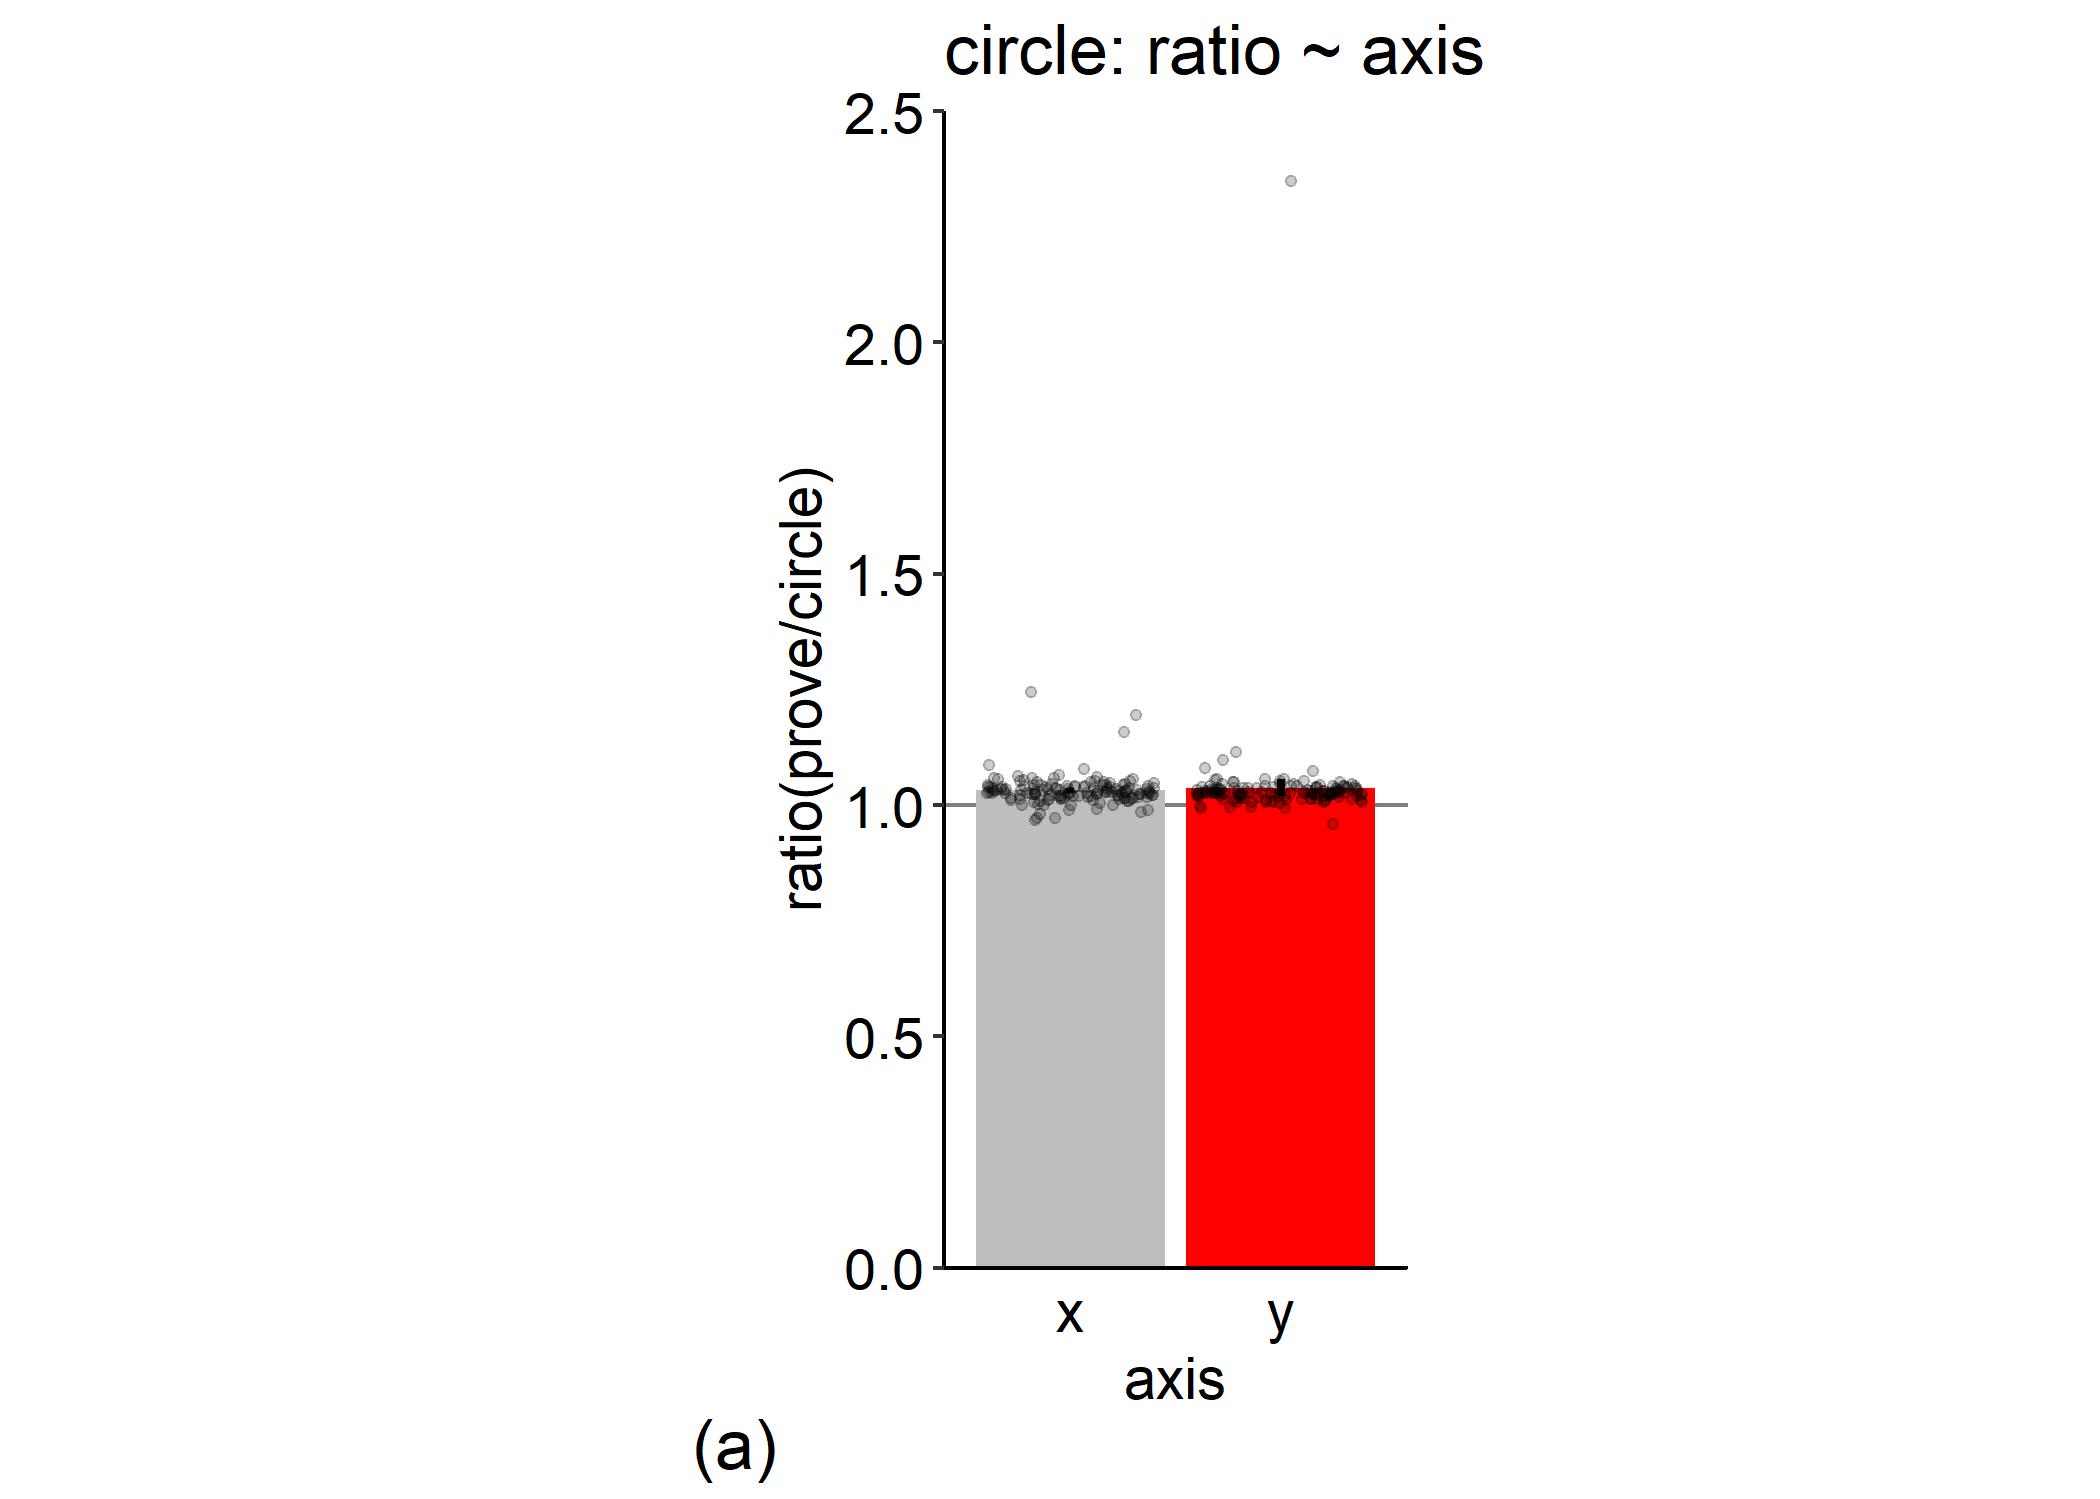 circle: ratio ~ axis
2.5
2.0
1.5
1.0
0.5
0.0
ratio(prove/circle)
x y
axis
(a)